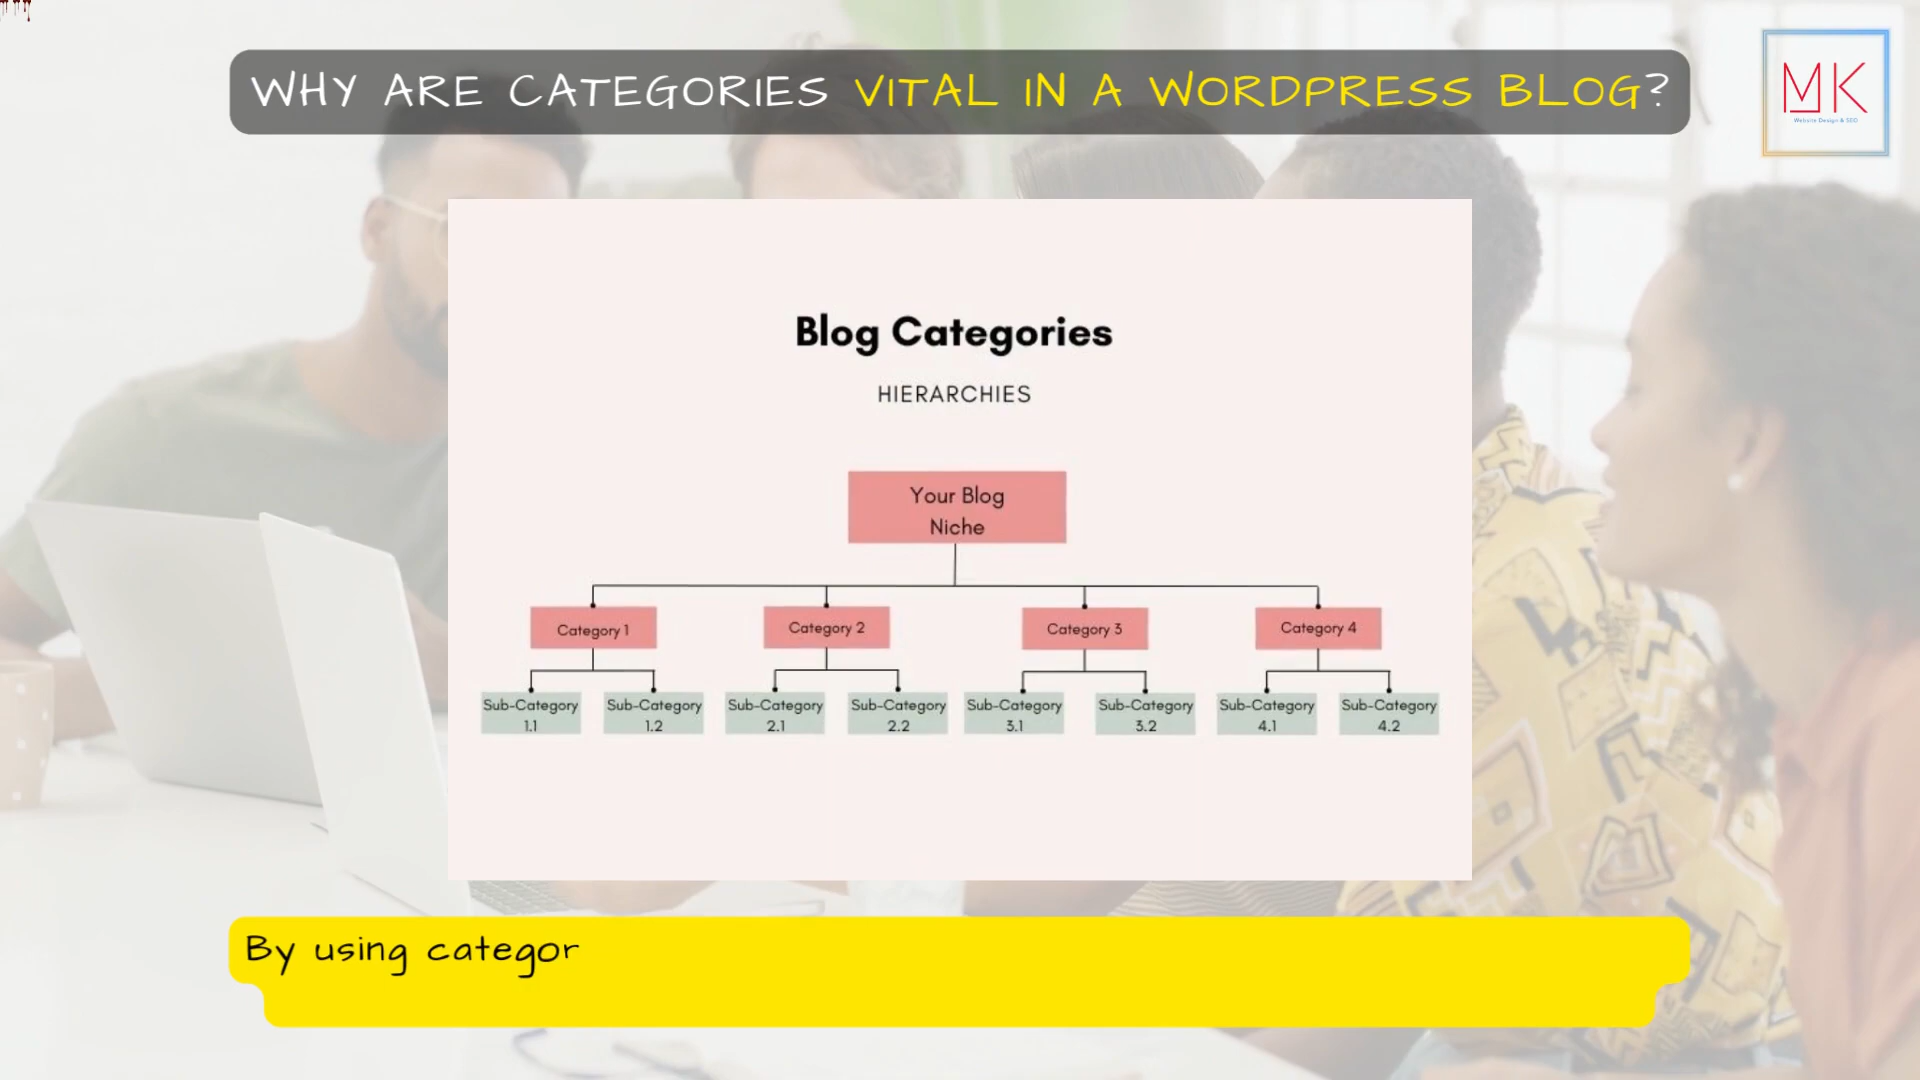 WHY ARE CATEGORIES VITAL IN A WORDPRESS BLOG?
MK
Website Design & SEO
Blog Categories
HIERARCHIES
Your Blog
Niche
Category 1
Category 2
Category 3
Category 4
Sub-Category
1.1
Sub-Category
1.2
Sub-Category
2.1
Sub-Category
2.2
Sub-Category
3.1
Sub-Category
3.2
Sub-Category
4.1
Sub-Category
4.2
By using categor